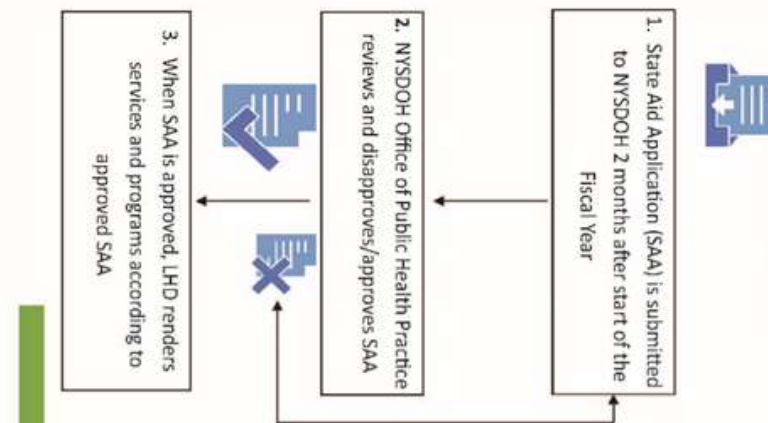 1. State Aid Application (SAA) is submitted
to NYSDOH 2 months after start of the
Fiscal Year
2. NYSDOH Office of Public Health Practice
reviews and disapproves/approves SAA
3. When SAA is approved, LHD renders
services and programs according to
approved SAA